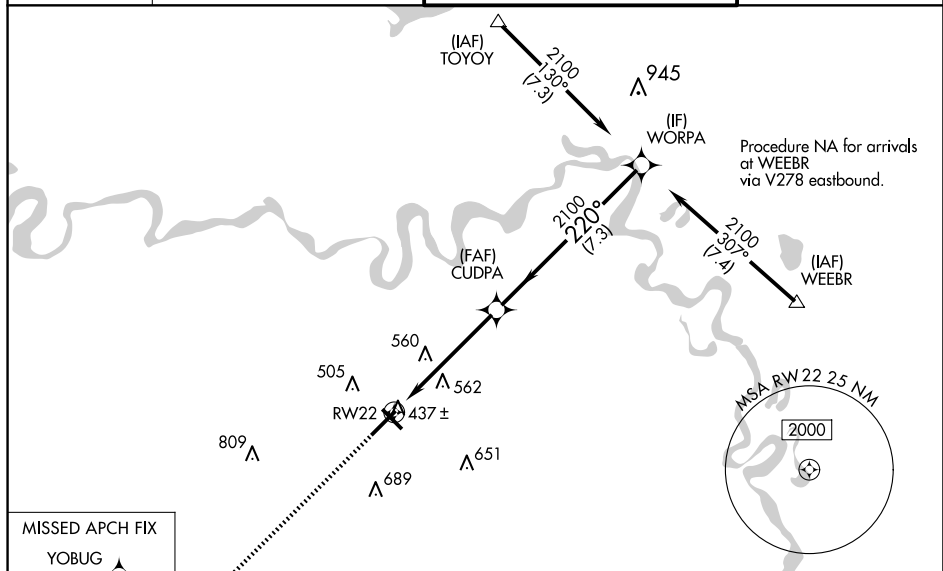 (IAF)
TOYOY
2100
130°
(7.3)
945
(IF)
WORPA
Procedure NA for arrivals
at WEEBR
via V278 eastbound.
2100
220°
(7.3)
2100
307°
(7.4)
(IAF)
WEEBR
(FAF)
CUDPA
560
505
562
RW22
437 ±
MSA RW22 25 NM
2000
809
651
689
MISSED APCH FIX
YOBUG